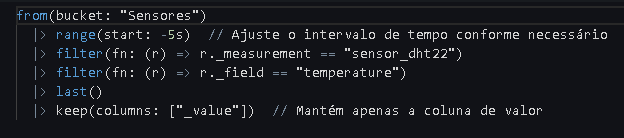 from(bucket: "Sensores")
  |> range(start: -5s)  // Ajuste o intervalo de tempo conforme necessário
  |> filter(fn: (r) => r._measurement == "sensor_dht22")
  |> filter(fn: (r) => r._field == "temperature")
  |> last()
  |> keep(columns: ["_value"])  // Mantém apenas a coluna de valor